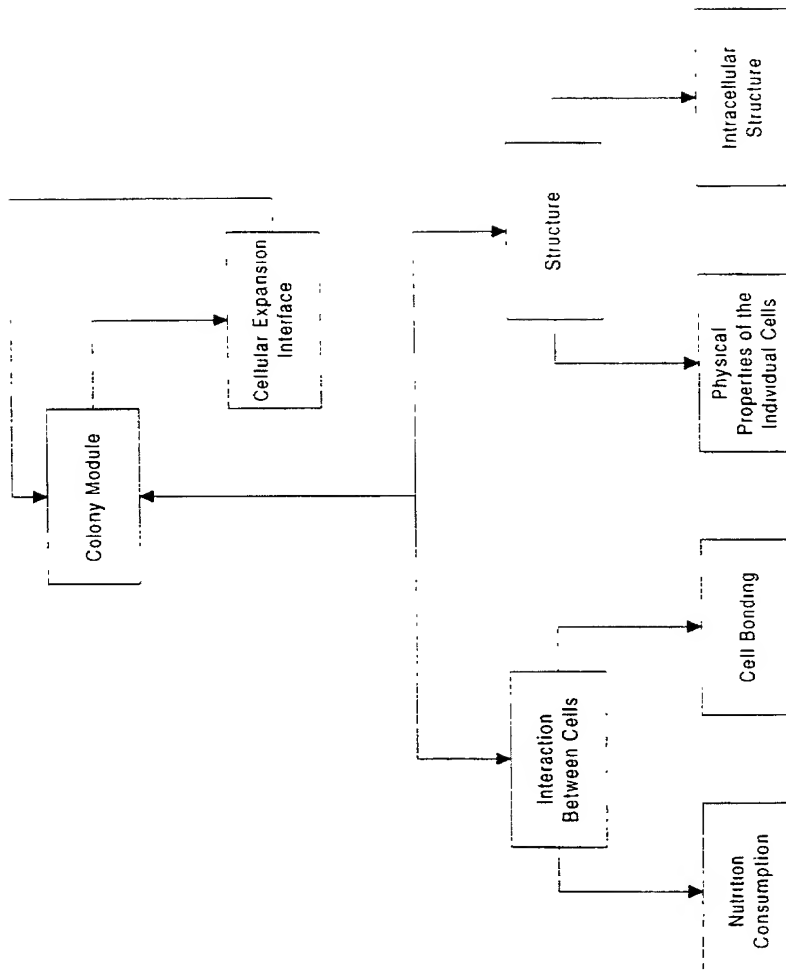 Colony Module
Cellular Expansion
Interface
Interaction
Between Cells
Structure
Nutrition
Consumption
Cell Bonding
Physical
Properties of the
Individual Cells
Intracellular
Structure